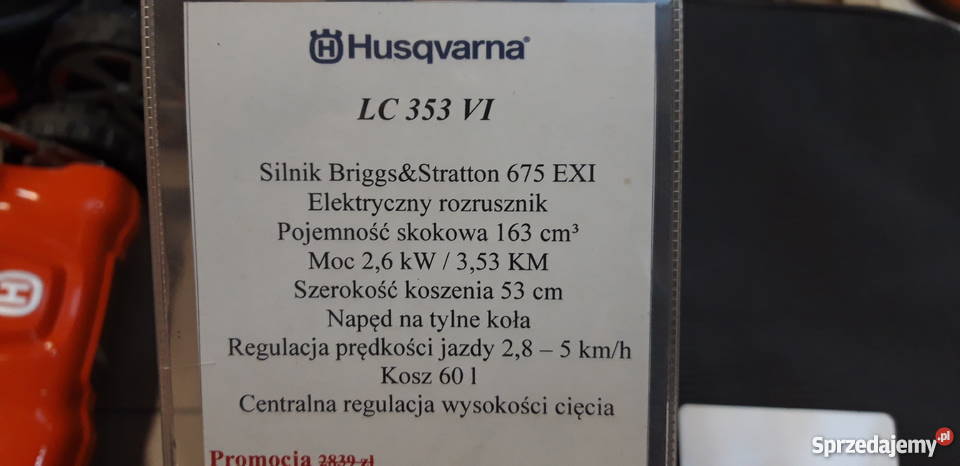 Husqvarna
LC 353 VI
Silnik Briggs&Stratton 675 EXI
Elektryczny rozrusznik
Pojemność skokowa 163 cm³
Moc 2,6 kW / 3,53 KM
Szerokość koszenia 53 cm
Napęd na tylne koła
Regulacja prędkości jazdy 2,8 – 5 km/h
Kosz 60 l
Centralna regulacja wysokości cięcia
Promocja 2839 zł
Sprzedajemy.pl